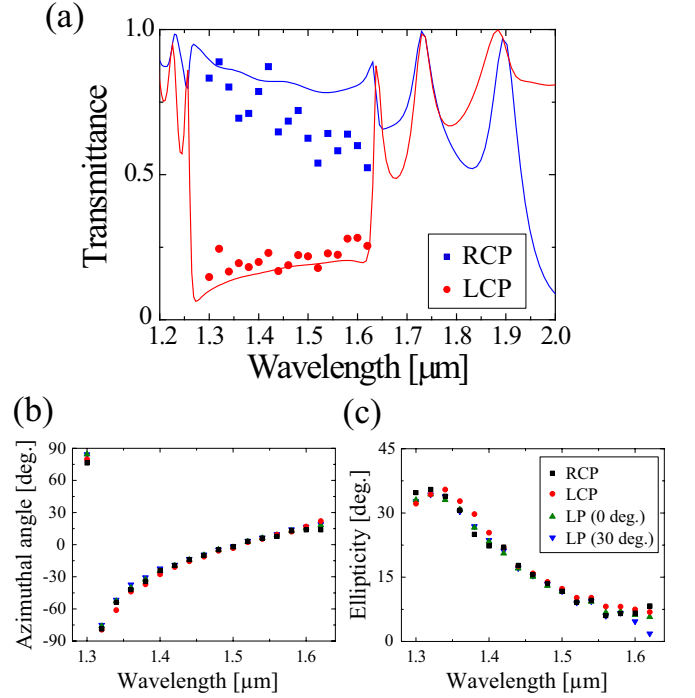 (a)
Transmittance
1.0
0.5
0
1.2 1.3 1.4 1.5 1.6 1.7 1.8 1.9 2.0
Wavelength [μm]
RCP
LCP
(b)
Azimuthal angle [deg.]
90
60
30
0
-30
-60
-90
1.3 1.4 1.5 1.6
Wavelength [μm]
(c)
Ellipticity [deg.]
45
30
15
0
1.3 1.4 1.5 1.6
Wavelength [μm]
RCP
LCP
LP (0 deg.)
LP (30 deg.)